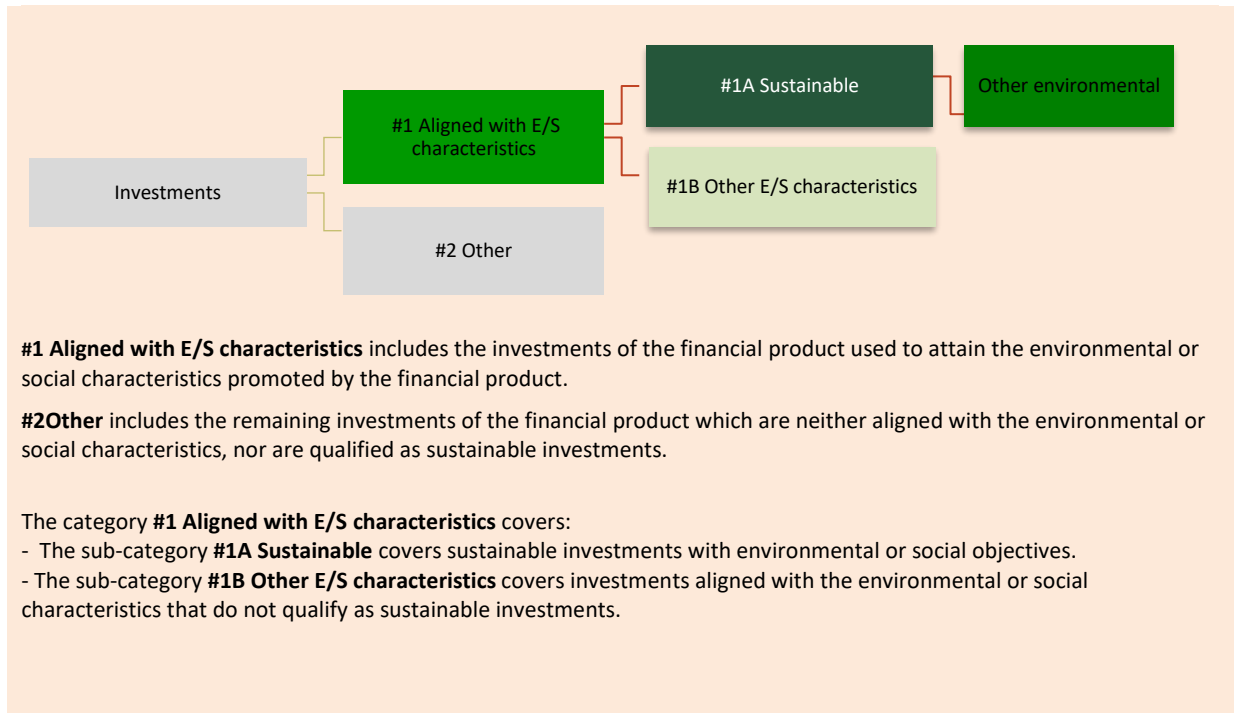 #1A Sustainable
Other environmental
#1 Aligned with E/S
characteristics
Investments
#1B Other E/S characteristics
#2 Other
#1 Aligned with E/S characteristics includes the investments of the financial product used to attain the environmental or
social characteristics promoted by the financial product.
#2Other includes the remaining investments of the financial product which are neither aligned with the environmental or
social characteristics, nor are qualified as sustainable investments.
The category #1 Aligned with E/S characteristics covers:
- The sub-category #1A Sustainable covers sustainable investments with environmental or social objectives.
- The sub-category #1B Other E/S characteristics covers investments aligned with the environmental or social
characteristics that do not qualify as sustainable investments.